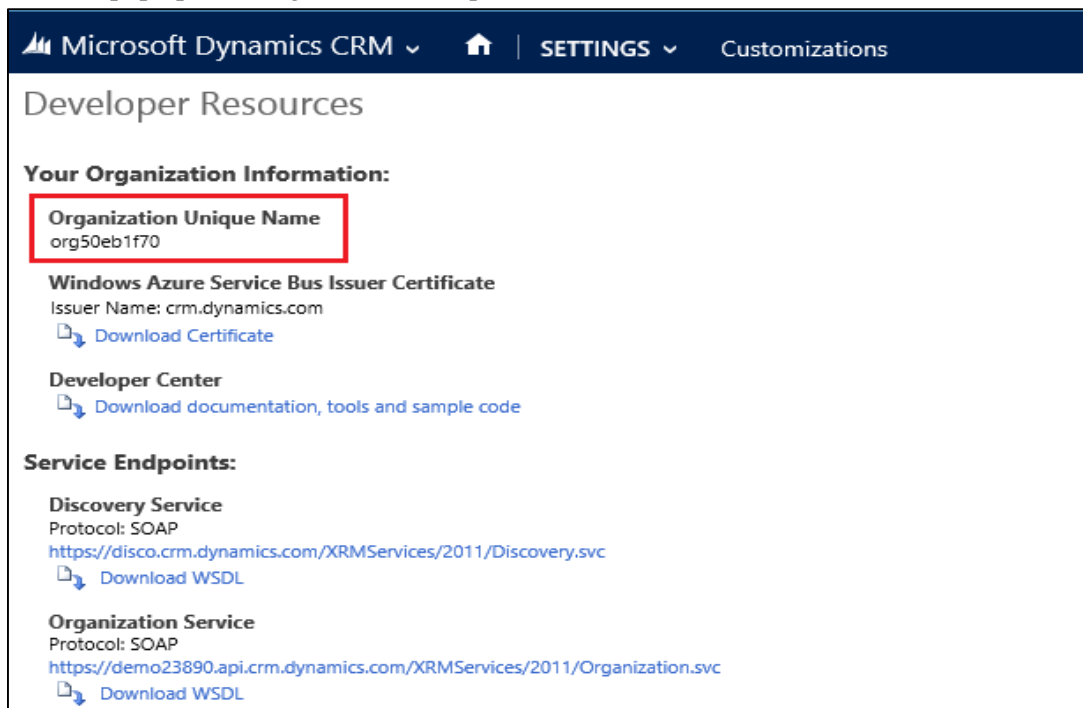 Microsoft Dynamics CRM SETTINGS Customizations
Developer Resources
Your Organization Information:
Organization Unique Name
org50eb1f70
Windows Azure Service Bus Issuer Certificate
Issuer Name: crm.dynamics.com
Download Certificate
Developer Center
Download documentation, tools and sample code
Service Endpoints:
Discovery Service
Protocol: SOAP
https://disco.crm.dynamics.com/XRMServices/2011/Discovery.svc
Download WSDL
Organization Service
Protocol: SOAP
https://demo23890.api.crm.dynamics.com/XRMServices/2011/Organization.svc
Download WSDL